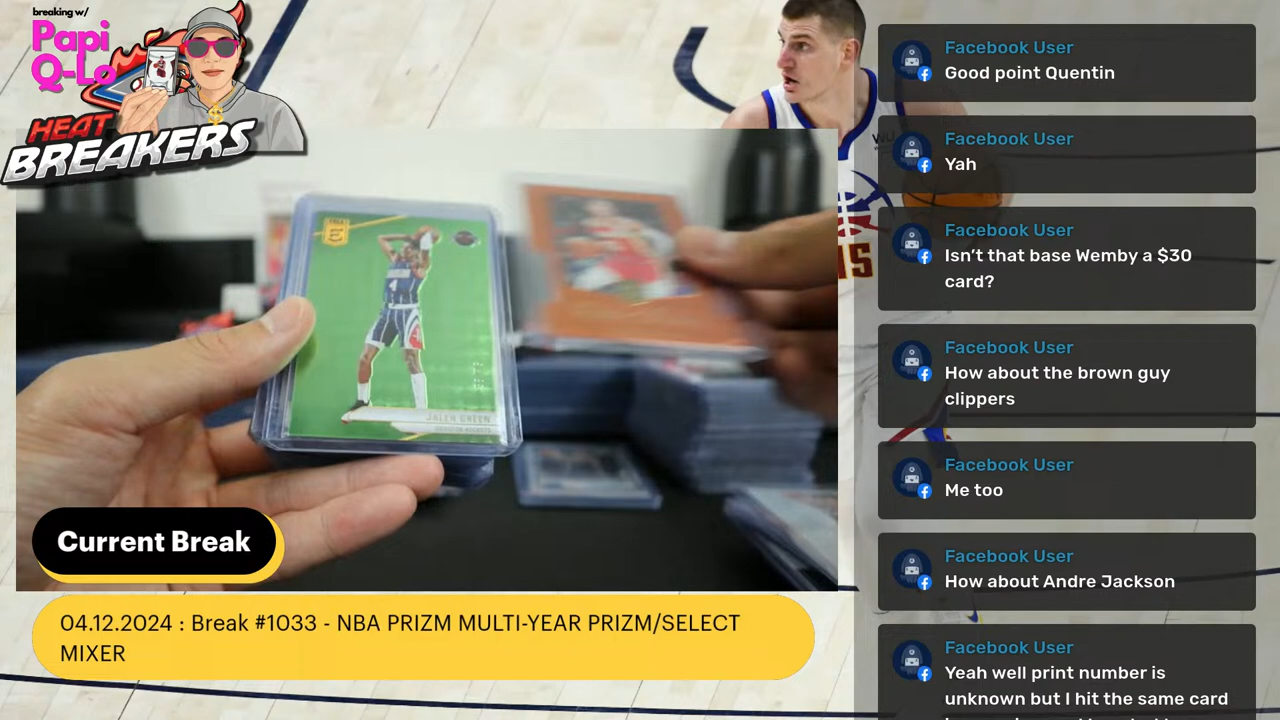 breaking w/
Papi
Q-Lo
HEAT
BREAKERS
4
JALEN GREEN
Current Break
04.12.2024 : Break #1033 - NBA PRIZM MULTI-YEAR PRIZM/SELECT
MIXER
15
Facebook User
Good point Quentin
Facebook User
Yah
Facebook User
Isn't that base Wemby a $30
card?
Facebook User
How about the brown guy
clippers
Facebook User
Me too
Facebook User
How about Andre Jackson
Facebook User
Yeah well print number is
unknown but I hit the same card